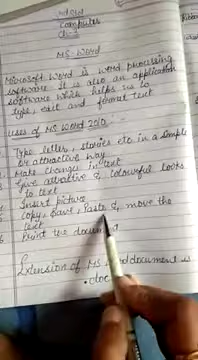 Computer
MS-WORD
Microsoft Word is word processing
software. It is also an application
software which helps us to
type, edit and format text
Uses of MS Word 2010:-
Type letter, stories etc in a simple
or attractive way
Make change in text
Give attractive & colourful looks
to text
Insert picture
Copy, Save, Paste & move the
text
Print the document
Extension of MS Word document is
.doc